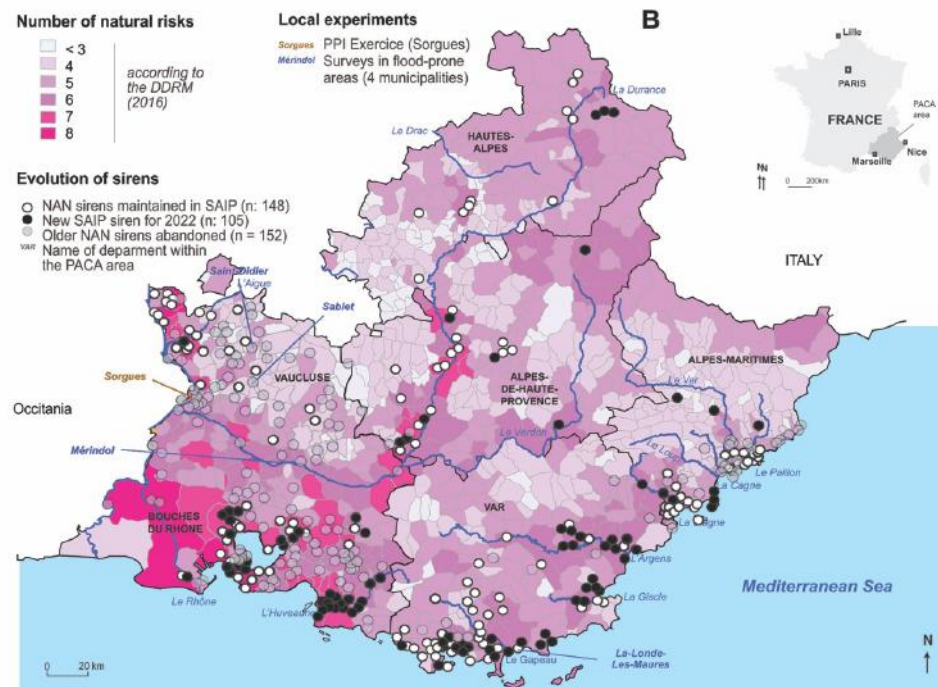 Number of natural risks
< 3
4
5
6
7
8
according to
the DDRM
(2016)
Local experiments
Sorgues PPI Exercice (Sorgues)
Mérindol Surveys in flood-prone
areas (4 municipalities)
B
Lille
PARIS
FRANCE
PACA
area
Nice
Marseille
N
0 200km
Evolution of sirens
NAN sirens maintained in SAIP (n: 148)
New SAIP siren for 2022 (n: 105)
Older NAN sirens abandoned (n = 152)
VAR Name of deparment within
the PACA area
La Durance
Le Drac
HAUTES-
ALPES
ITALY
Saint Didier
L'Aigue
Sablet
Sorgues
VAUCLUSE
ALPES-MARITIMES
ALPES-
DE-HAUTE-
PROVENCE
Le Var
Occitania
Le Verdon
Mérindol
Le Paillon
La Cagne
VAR
BOUCHES
DU RHÔNE
L'Argens
Mediterranean Sea
Le Rhône
La Giscle
L'Huveaune
Le Gapeau
La-Londe-
Les-Maures
0 20 km
N